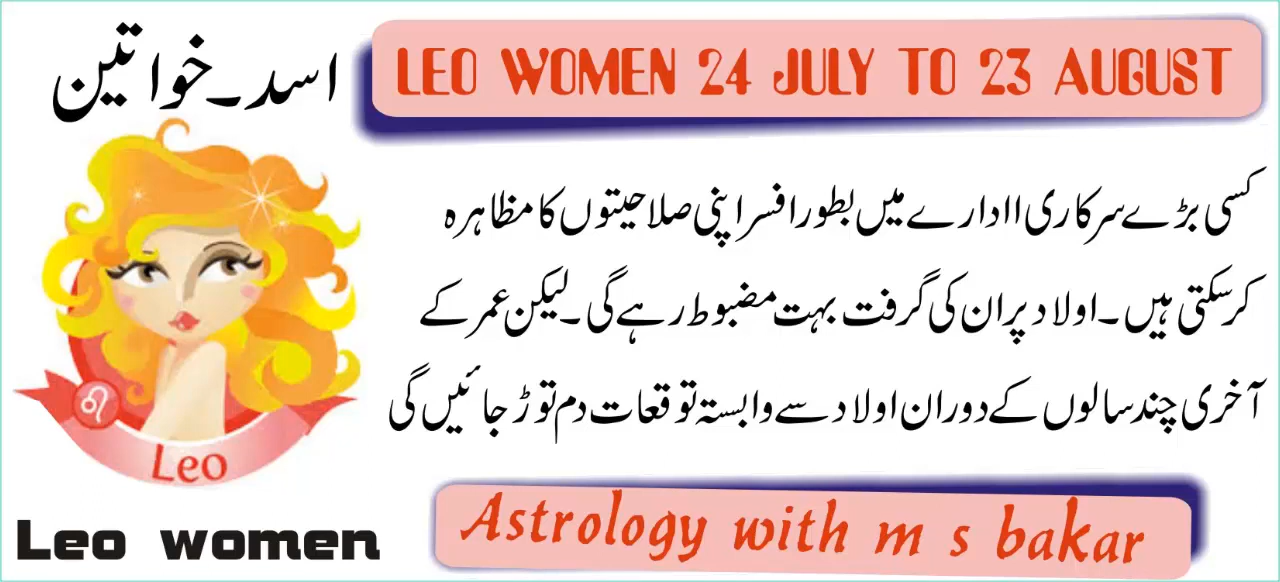 اسد۔خواتین
LEO WOMEN 24 JULY TO 23 AUGUST
کسی بڑے سرکاری اادارے میں بطور افسر اپنی صلاحیتوں کا مظاہرہ
کرسکتی ہیں۔اولاد پر ان کی گرفت بہت مضبوط رہے گی۔لیکن عمر کے
آخری چند سالوں کے دوران اولاد سے وابستہ توقعات دم توڑ جائیں گی
Leo
Leo women
Astrology with m s bakar